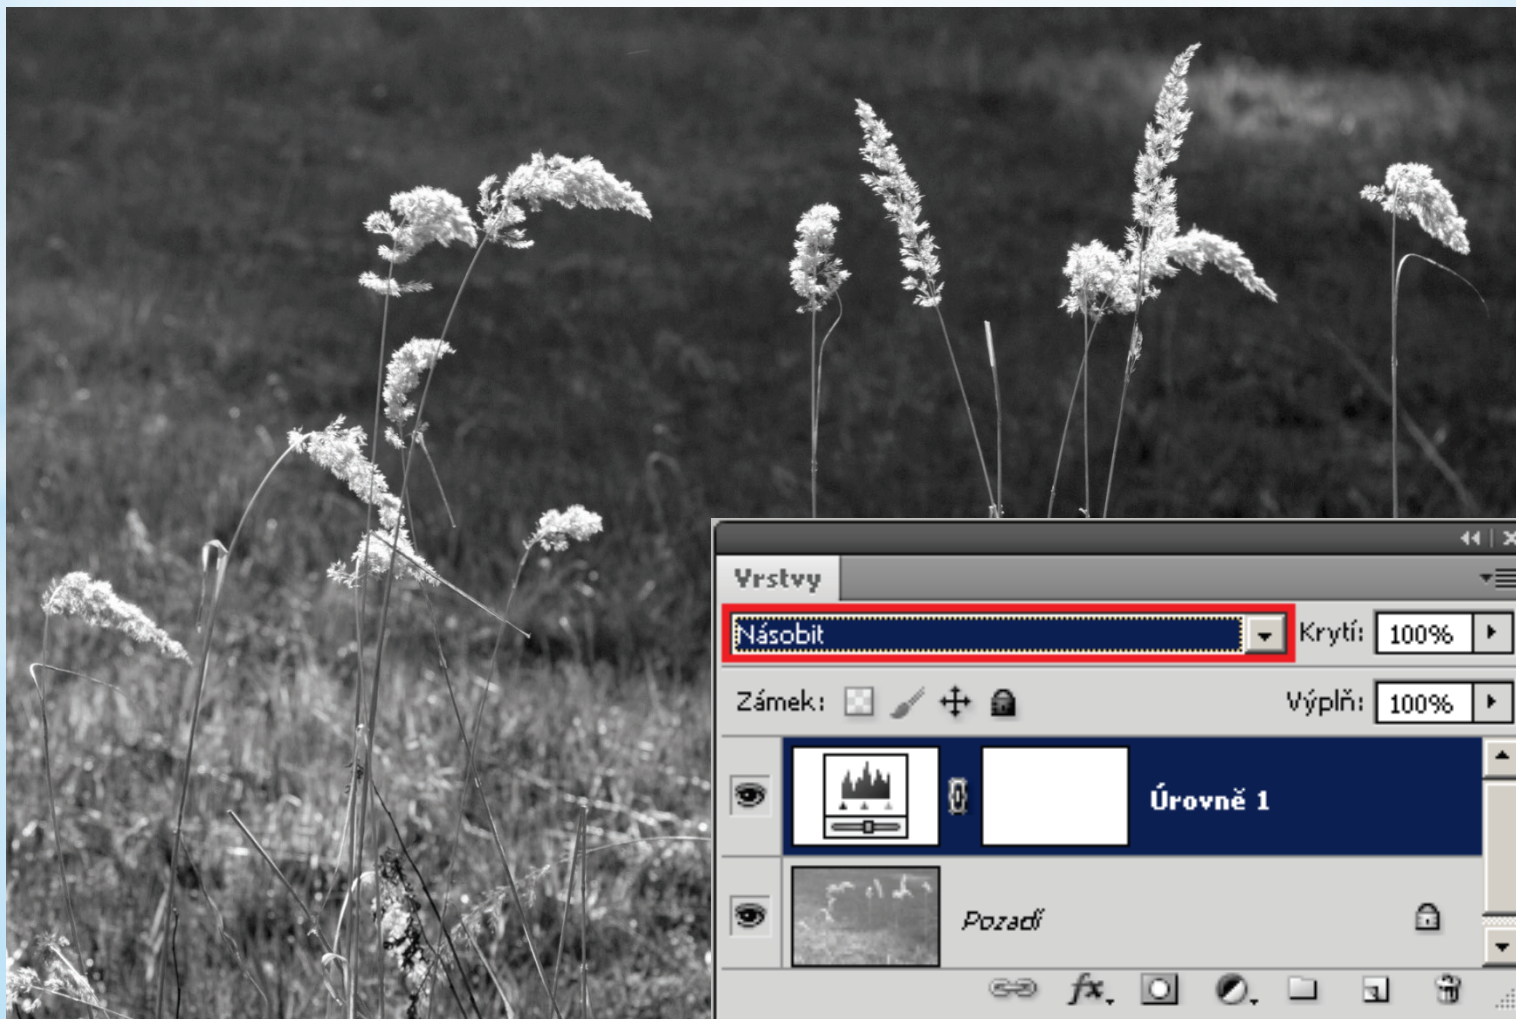 Vrstvy
Násobit Krytí: 100%
Zámek: Výplň: 100%
Úrovně 1
Pozadí
fx.